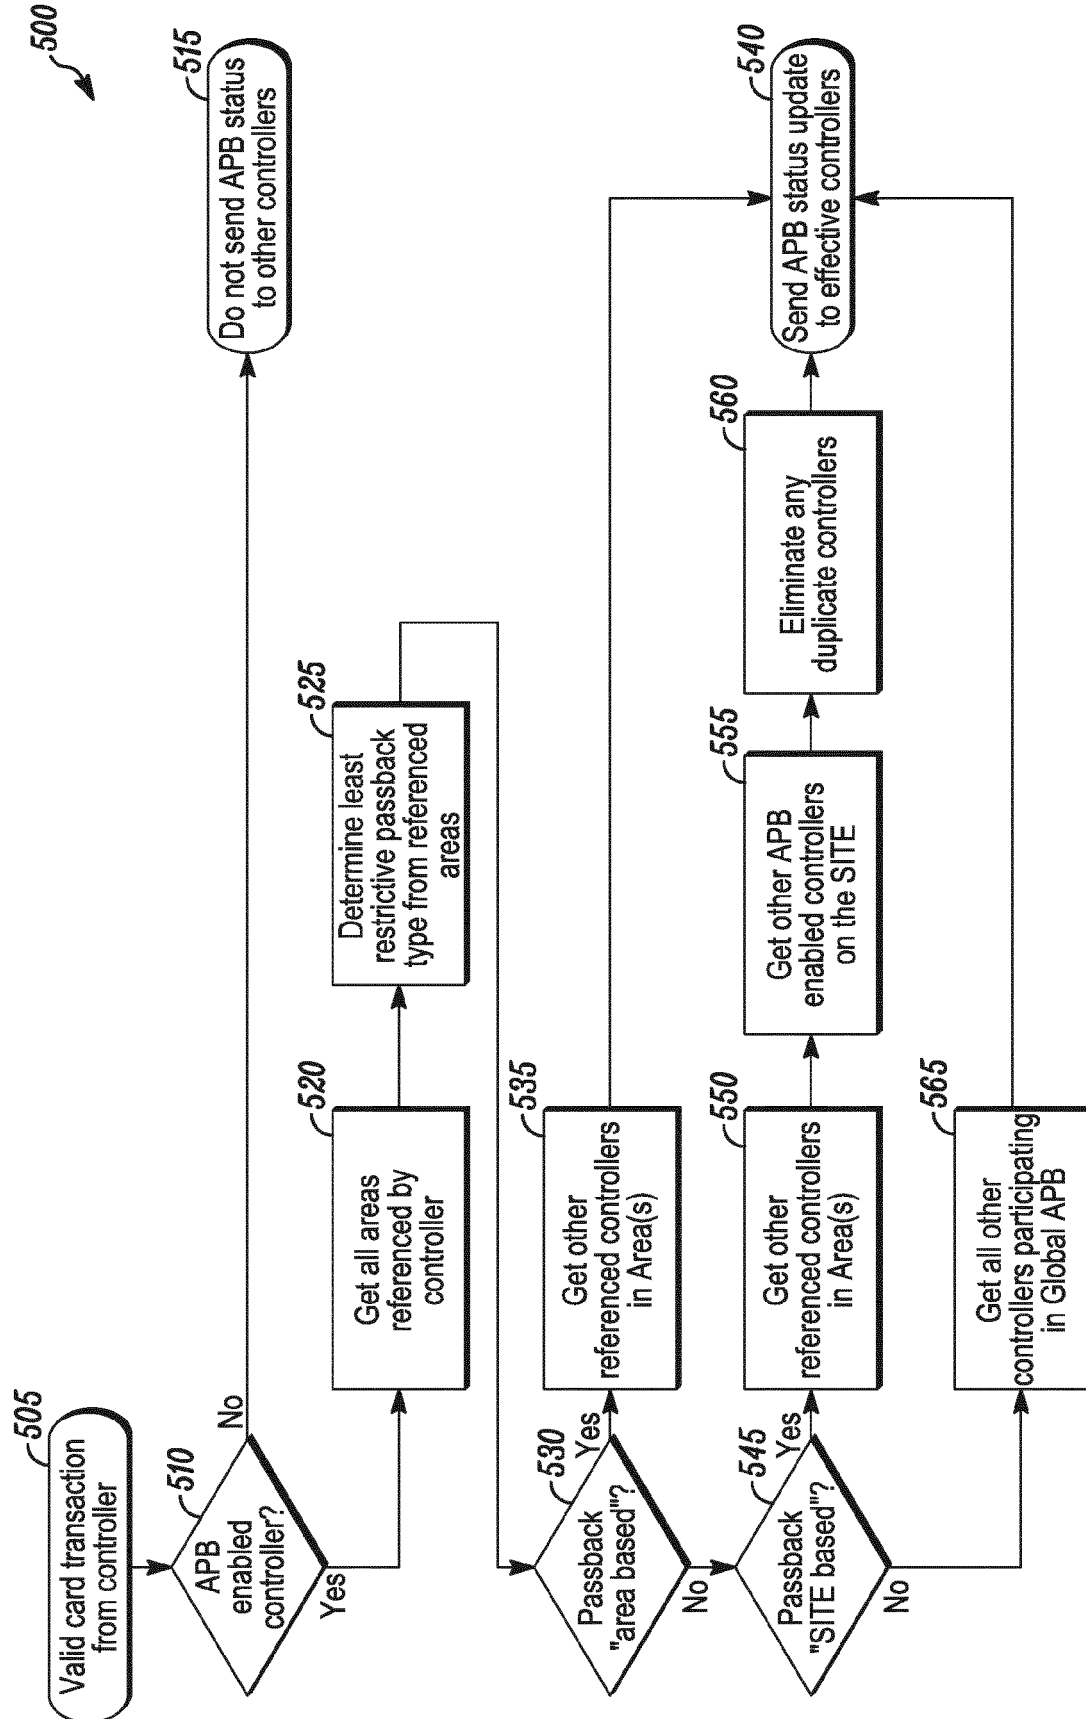 500
505
Valid card transaction
from controller
510
APB
enabled
controller?
No
Yes
515
Do not send APB status
to other controllers
520
Get all areas
referenced by
controller
525
Determine least
restrictive passback
type from referenced
areas
530
Passback
"area based"?
Yes
No
535
Get other
referenced controllers
in Area(s)
540
Send APB status update
to effective controllers
545
Passback
"SITE based"?
Yes
No
550
Get other
referenced controllers
in Area(s)
555
Get other APB
enabled controllers
on the SITE
560
Eliminate any
duplicate controllers
565
Get all other
controllers participating
in Global APB